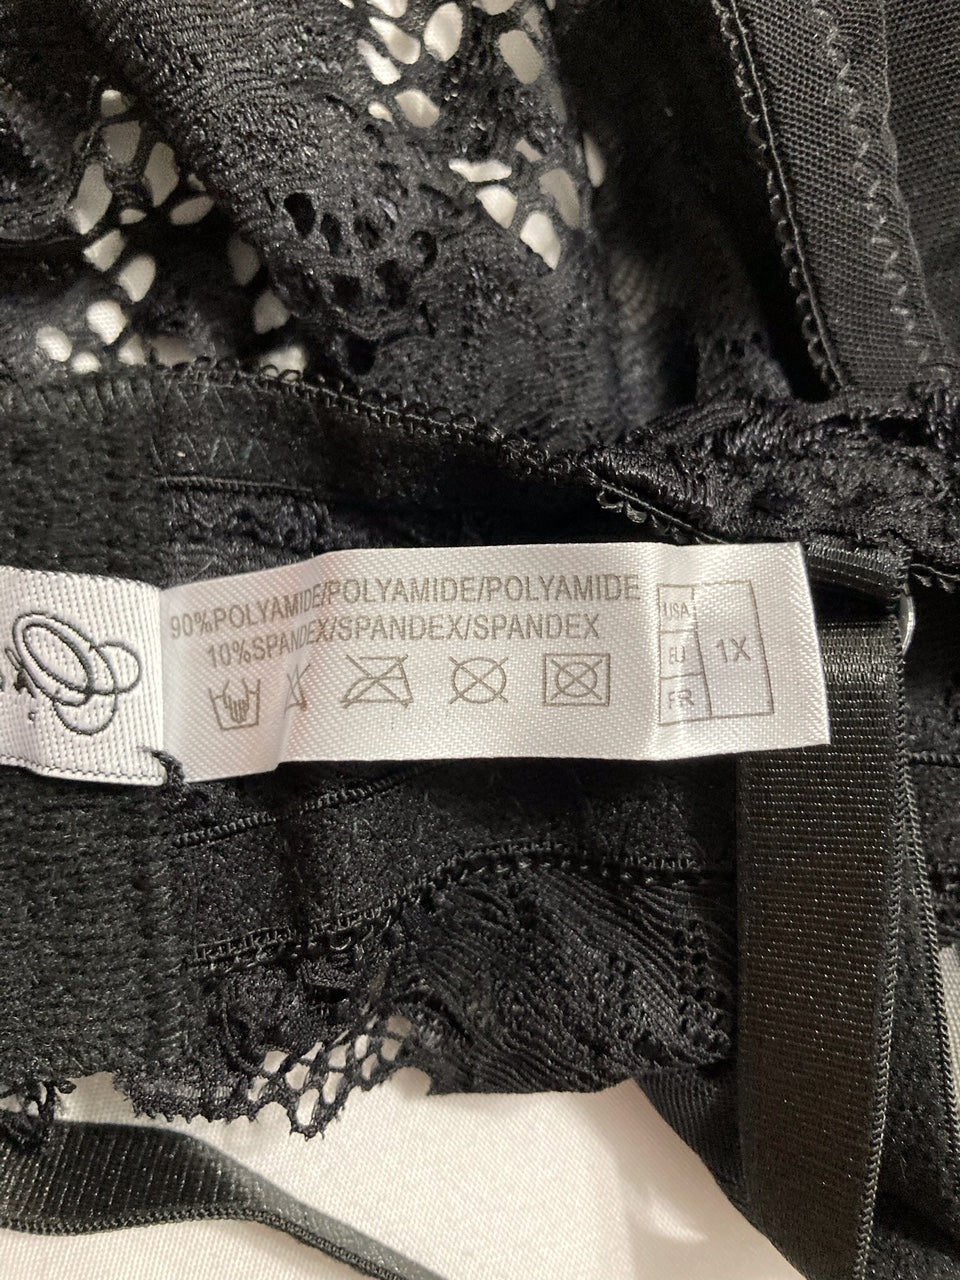 90%POLYAMIDE/POLYAMIDE/POLYAMIDE
10%SPANDEX/SPANDEX/SPANDEX
USA
EU
FR
1X